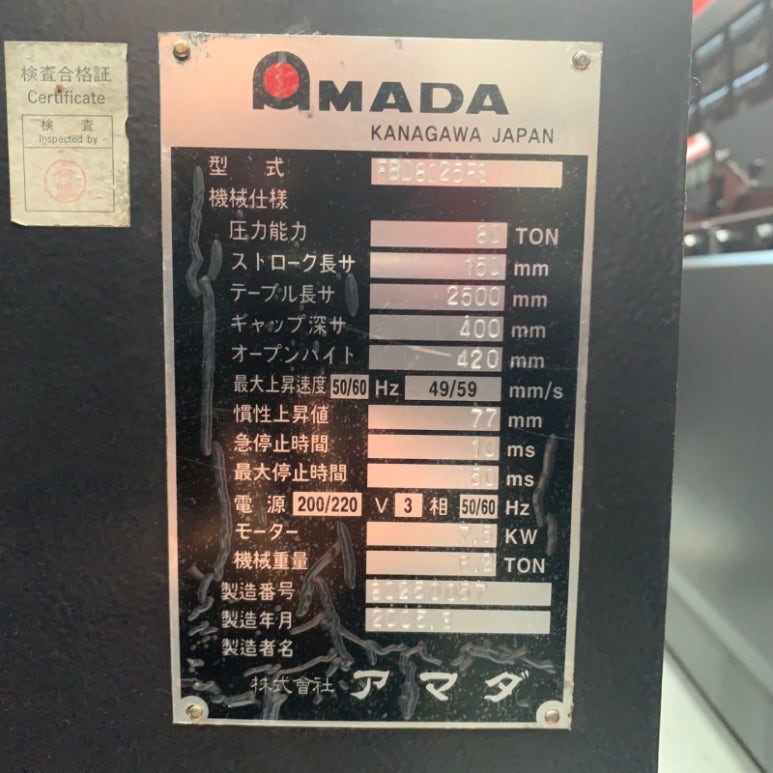 検査合格証
Certificate
検 査
Inspected by
AMADA
KANAGAWA JAPAN
型 式
機械仕様
圧力能力 80 TON
ストローク長サ 150 mm
テーブル長サ 2500 mm
ギャップ深サ 400 mm
オープンハイト 420 mm
最大上昇速度 50/60 Hz 49/59 mm/s
慣性上昇値 77 mm
急停止時間 10 ms
最大停止時間 ms
電 源 200/220 V 3 相 50/60 Hz
モーター 7.5 KW
機械重量 TON
製造番号
製造年月
製造者名
株式會社 アマダ